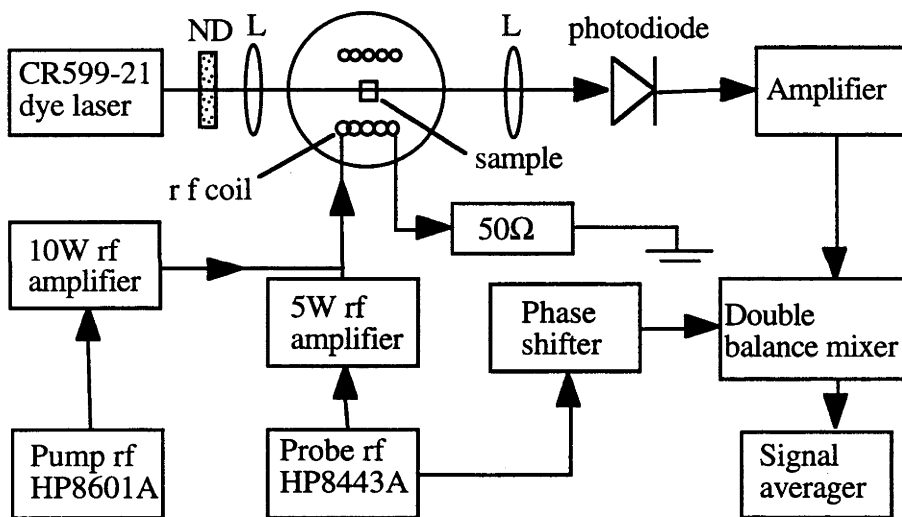 ND
L
L
photodiode
CR599-21
dye laser
Amplifier
sample
r f coil
50Ω
10W rf
amplifier
5W rf
amplifier
Phase
shifter
Double
balance mixer
Pump rf
HP8601A
Probe rf
HP8443A
Signal
averager